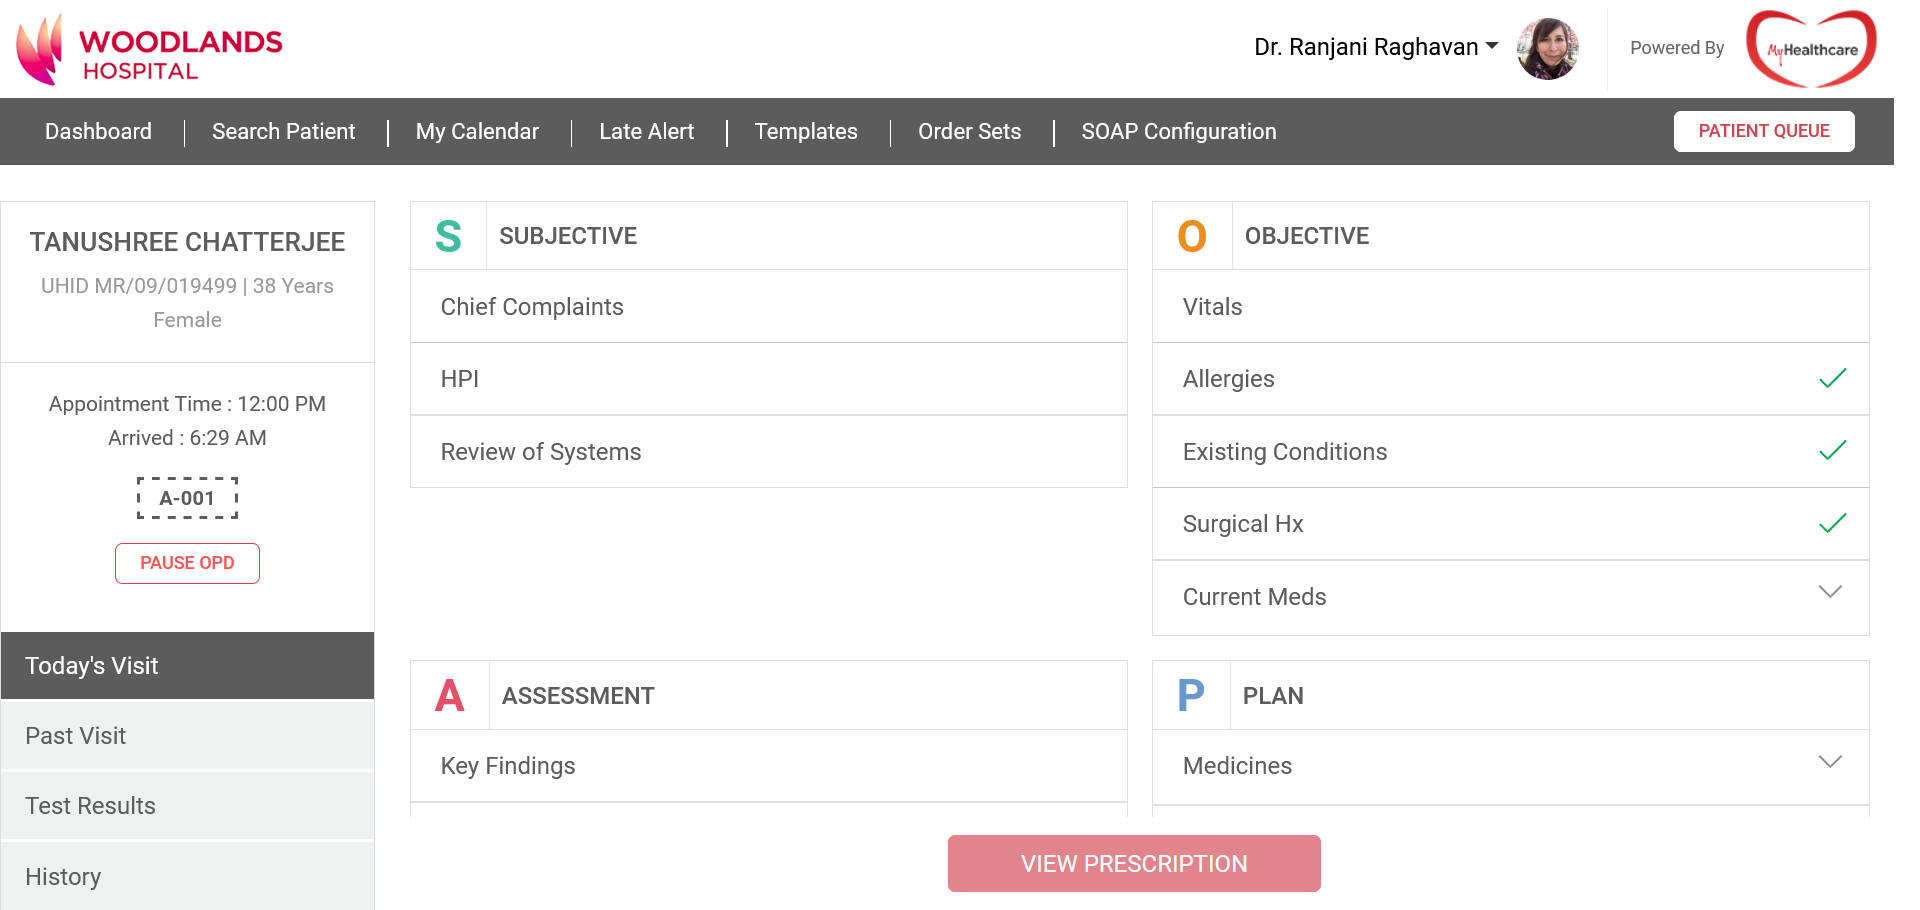 WOODLANDS
HOSPITAL
Dr. Ranjani Raghavan
Powered By
MyHealthcare
Dashboard
Search Patient
My Calendar
Late Alert
Templates
Order Sets
SOAP Configuration
PATIENT QUEUE
TANUSHREE CHATTERJEE
UHID MR/09/019499 | 38 Years
Female
Appointment Time : 12:00 PM
Arrived : 6:29 AM
A-001
PAUSE OPD
Today's Visit
Past Visit
Test Results
History
S SUBJECTIVE
Chief Complaints
HPI
Review of Systems
O OBJECTIVE
Vitals
Allergies
Existing Conditions
Surgical Hx
Current Meds
A ASSESSMENT
Key Findings
P PLAN
Medicines
VIEW PRESCRIPTION